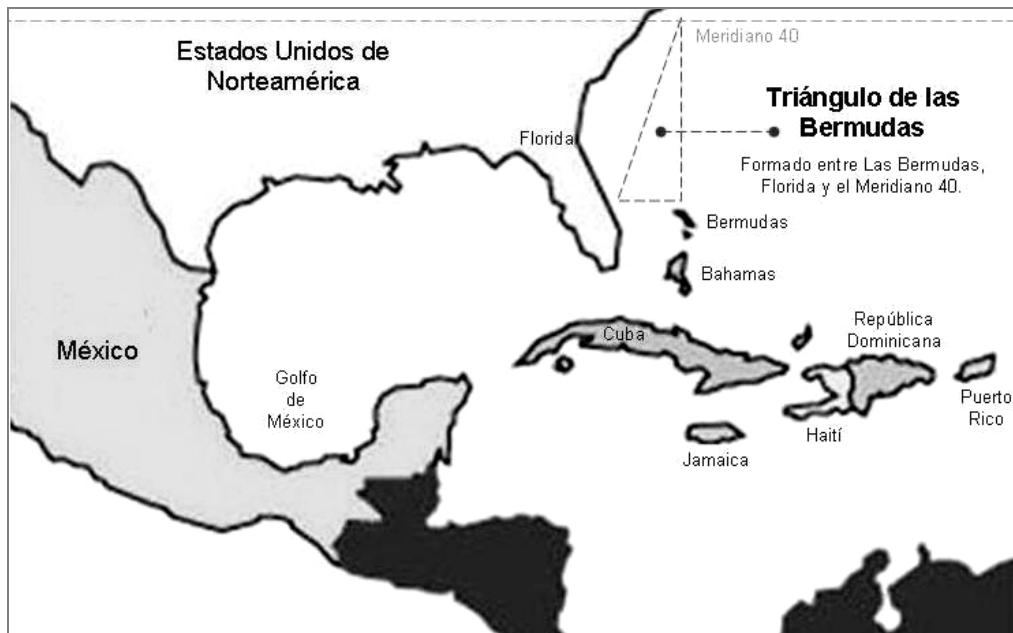 Estados Unidos de
Norteamérica
Meridiano 40
Triángulo de las
Bermudas
Formado entre Las Bermudas,
Florida y el Meridiano 40.
Florida
Bermudas
Bahamas
Cuba
República
Dominicana
México
Golfo
de
México
Puerto
Rico
Haití
Jamaica